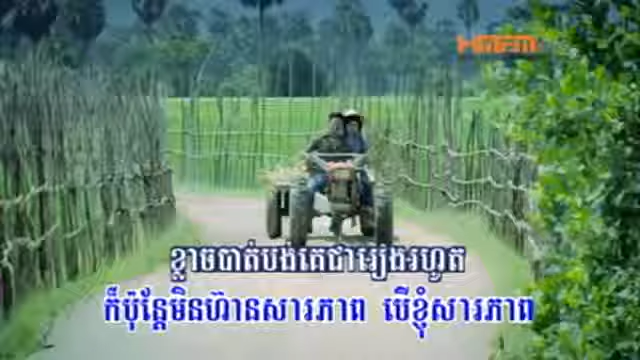 HMFM
ខ្លាចបាត់បងគេជារៀងរហូត
ក៏ប៉ុន្តែមិនហ៊ានសារភាព បើខ្ញុំសារភាព